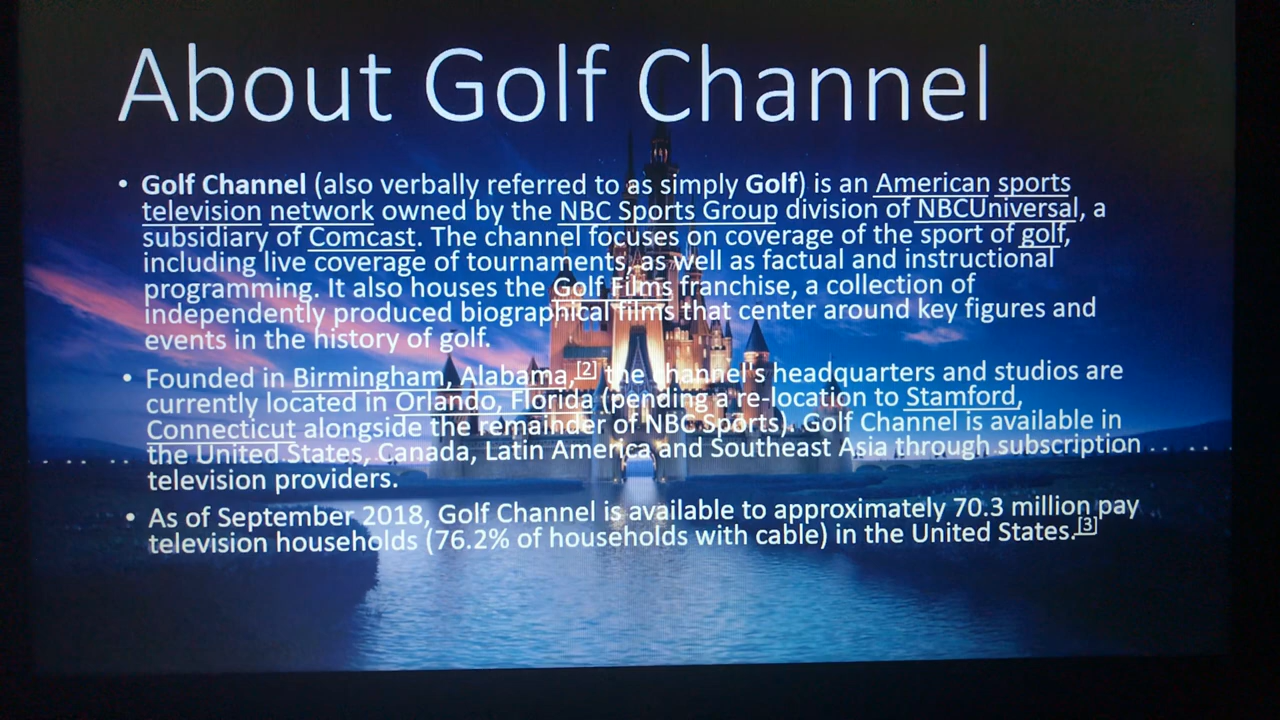 About Golf Channel
• Golf Channel (also verbally referred to as simply Golf) is an American sports
television network owned by the NBC Sports Group division of NBCUniversal, a
subsidiary of Comcast. The channel focuses on coverage of the sport of golf,
including live coverage of tournaments, as well as factual and instructional
programming. It also houses the Golf Films franchise, a collection of
independently produced biographical films that center around key figures and
events in the history of golf.
• Founded in Birmingham, Alabama,[2] the channel's headquarters and studios are
currently located in Orlando, Florida (pending a re-location to Stamford,
Connecticut alongside the remainder of NBC Sports). Golf Channel is available in
the United States, Canada, Latin America and Southeast Asia through subscription
television providers.
• As of September 2018, Golf Channel is available to approximately 70.3 million pay
television households (76.2% of households with cable) in the United States.[3]